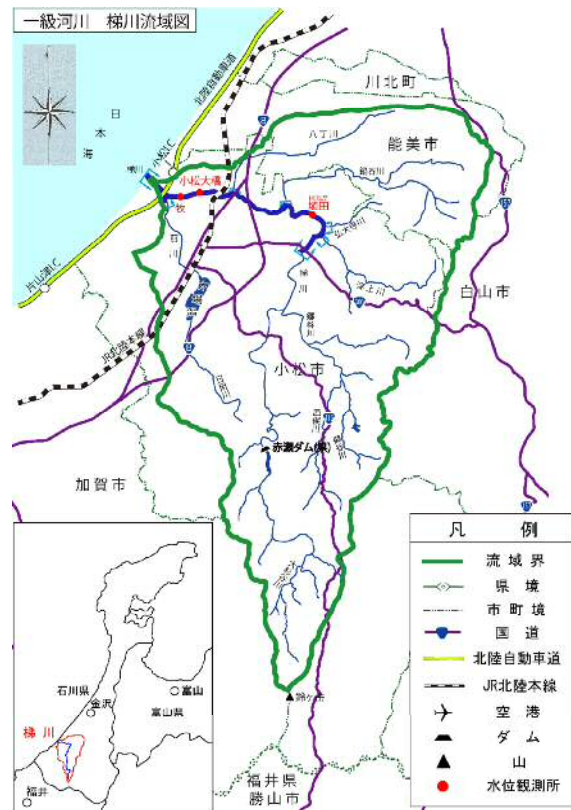 一級河川 梯川流域図
北陸自動車道
川北町
日本海
八丁川
能美市
小松IC
梯川
鍋谷川
小松大橋
牧
埴田
片山津IC
白山市
JR北陸本線
小松市
赤瀬ダム(県)
加賀市
凡例
流域界
県境
市町境
国道
北陸自動車道
JR北陸本線
空港
ダム
山
水位観測所
石川県
金沢
富山
富山県
梯川
福井
福井県
勝山市